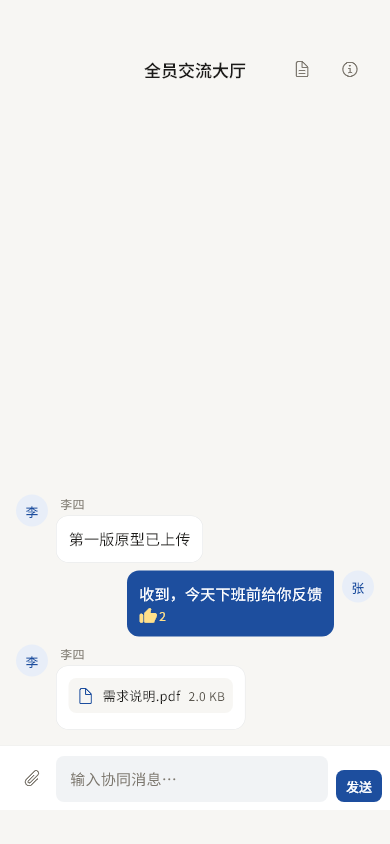 全员交流大厅
李四
李
第一版原型已上传
收到，今天下班前给你反馈
👍2
张
李四
李
需求说明.pdf 2.0 KB
输入协同消息…
发送